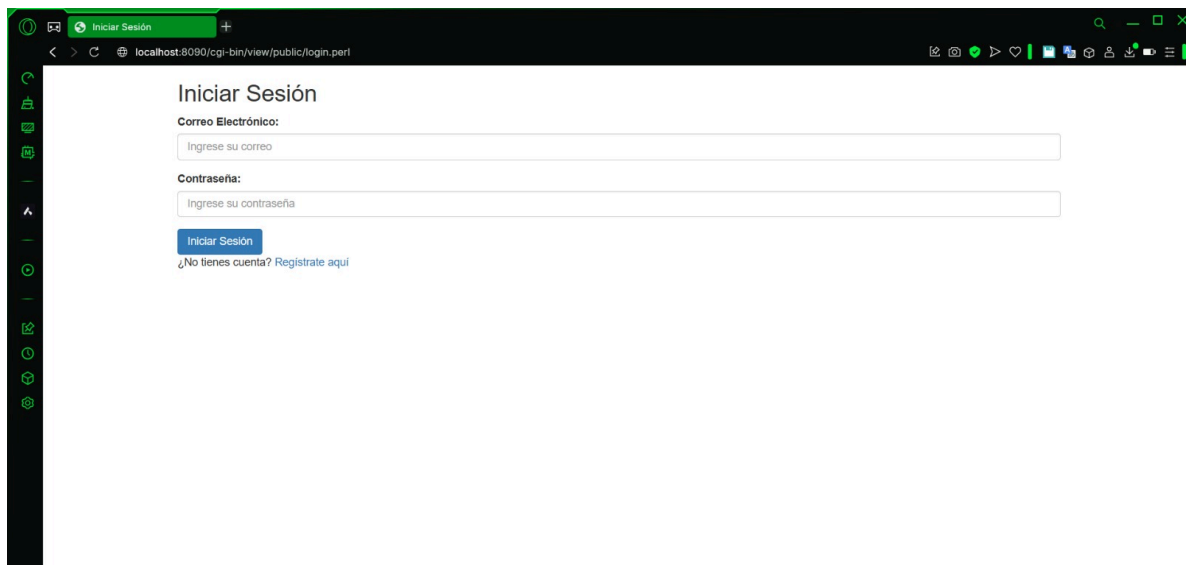 Iniciar Sesión
localhost:8090/cgi-bin/view/public/login.perl
Iniciar Sesión
Correo Electrónico:
Ingrese su correo
Contraseña:
Ingrese su contraseña
Iniciar Sesión
¿No tienes cuenta? Regístrate aquí